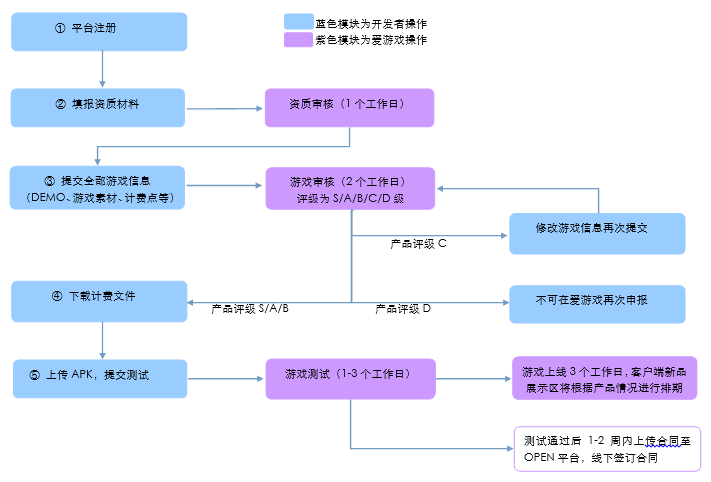 ① 平台注册
蓝色模块为开发者操作
紫色模块为爱游戏操作
② 填报资质材料
资质审核（1个工作日）
③ 提交全部游戏信息
（DEMO、游戏素材、计费点等）
游戏审核（2个工作日）
评级为 S/A/B/C/D 级
产品评级 C
修改游戏信息再次提交
④ 下载计费文件
产品评级 S/A/B
产品评级 D
不可在爱游戏再次申报
⑤ 上传 APK，提交测试
游戏测试（1-3 个工作日）
游戏上线 3 个工作日，客户端新品
展示区将根据产品情况进行排期
测试通过后 1-2 周内上传合同至
OPEN 平台，线下签订合同